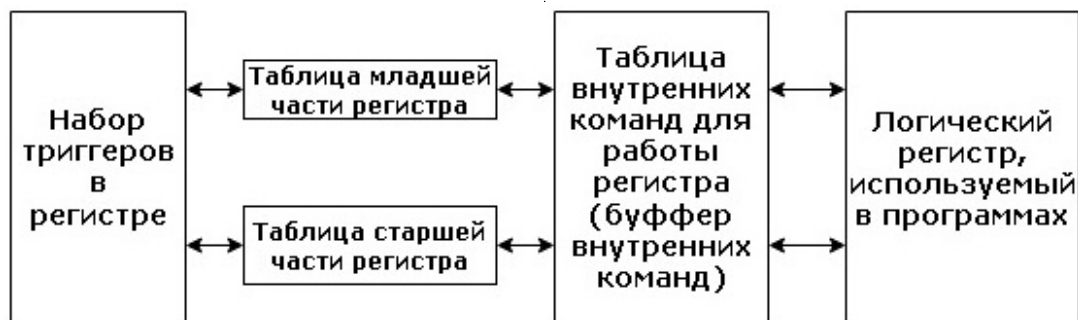 Набор
триггеров
в
регистре
Таблица младшей
части регистра
Таблица старшей
части регистра
Таблица
внутренних
команд для
работы
регистра
(буффер
внутренних
команд)
Логический
регистр,
используемый
в программах